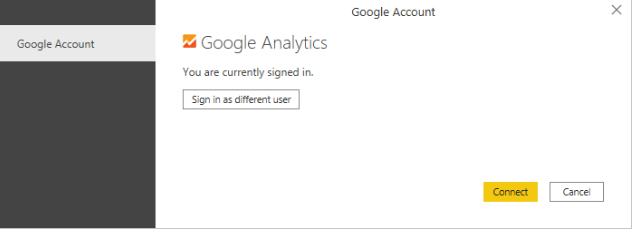 Google Account
Google Account
Google Analytics
You are currently signed in.
Sign in as different user
Connect
Cancel